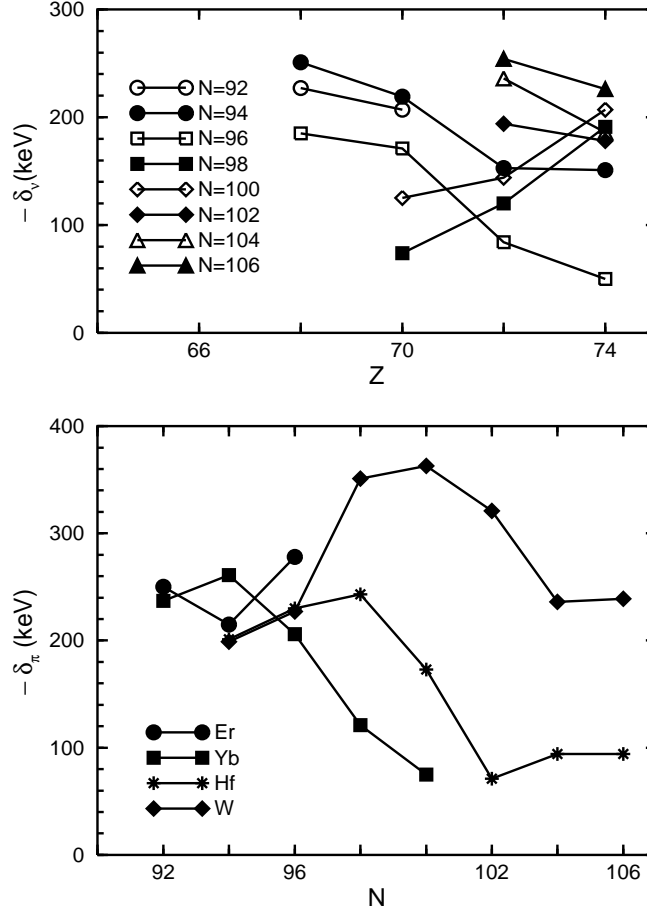 300
200
100
0
− δν(keV)
N=92
N=94
N=96
N=98
N=100
N=102
N=104
N=106
66
70
74
Z
400
300
200
100
0
− δπ (keV)
Er
Yb
Hf
W
92
96
102
106
N